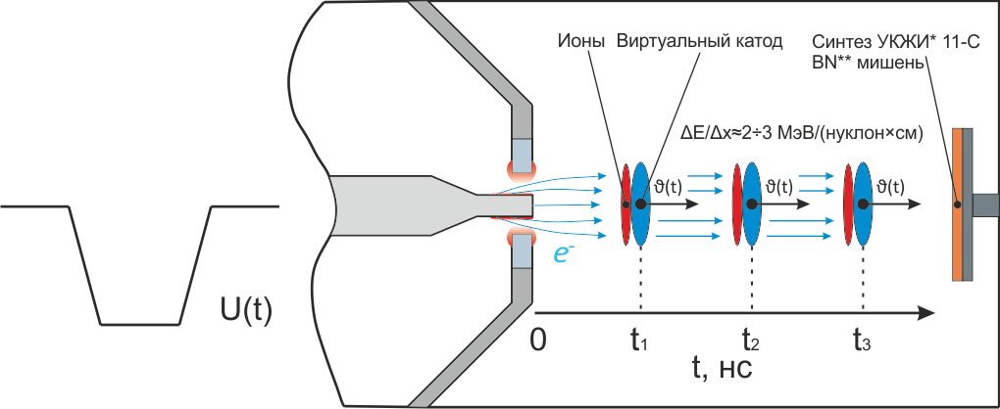 Ионы Виртуальный катод
Синтез УКЖИ* 11-C
BN** мишень
ΔE/Δx≈2÷3 МэВ/(нуклон×см)
ϑ(t)
ϑ(t)
ϑ(t)
e-
U(t)
0
t1
t2
t3
t, нс